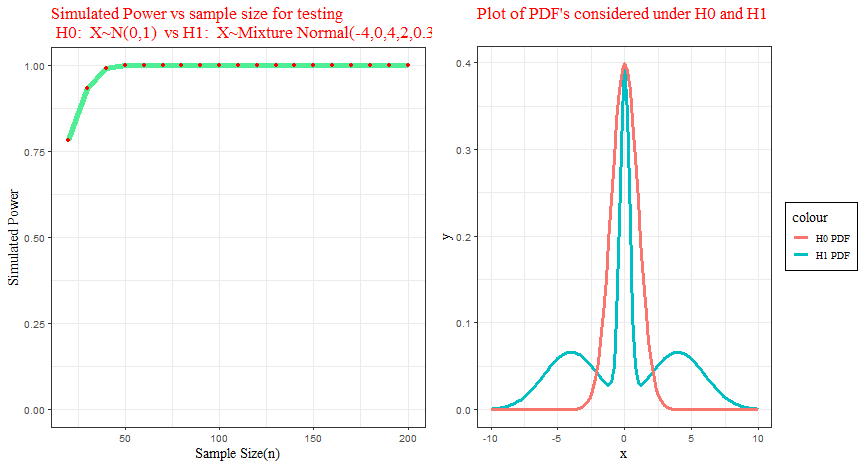 Simulated Power vs sample size for testing
H0: X~N(0,1) vs H1: X~Mixture Normal(-4,0,4,2,0.3
Simulated Power
1.00
0.75
0.50
0.25
0.00
50
100
150
200
Sample Size(n)
Plot of PDF's considered under H0 and H1
y
0.4
0.3
0.2
0.1
0.0
-10
-5
0
5
10
x
colour
H0 PDF
H1 PDF